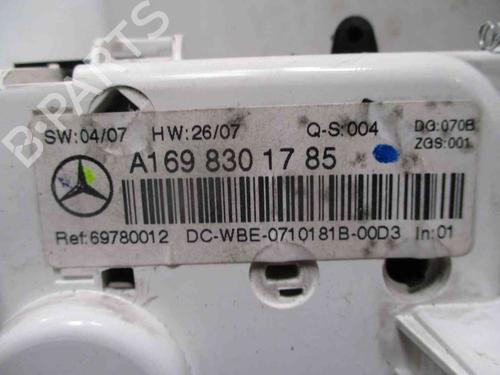 B-PARTS
SW:04/07 HW:26/07 Q-S:004 DG:070B
ZGS:001
A169 830 17 85
Ref:69780012 DC-WBE-0710181B-00D3 In:01